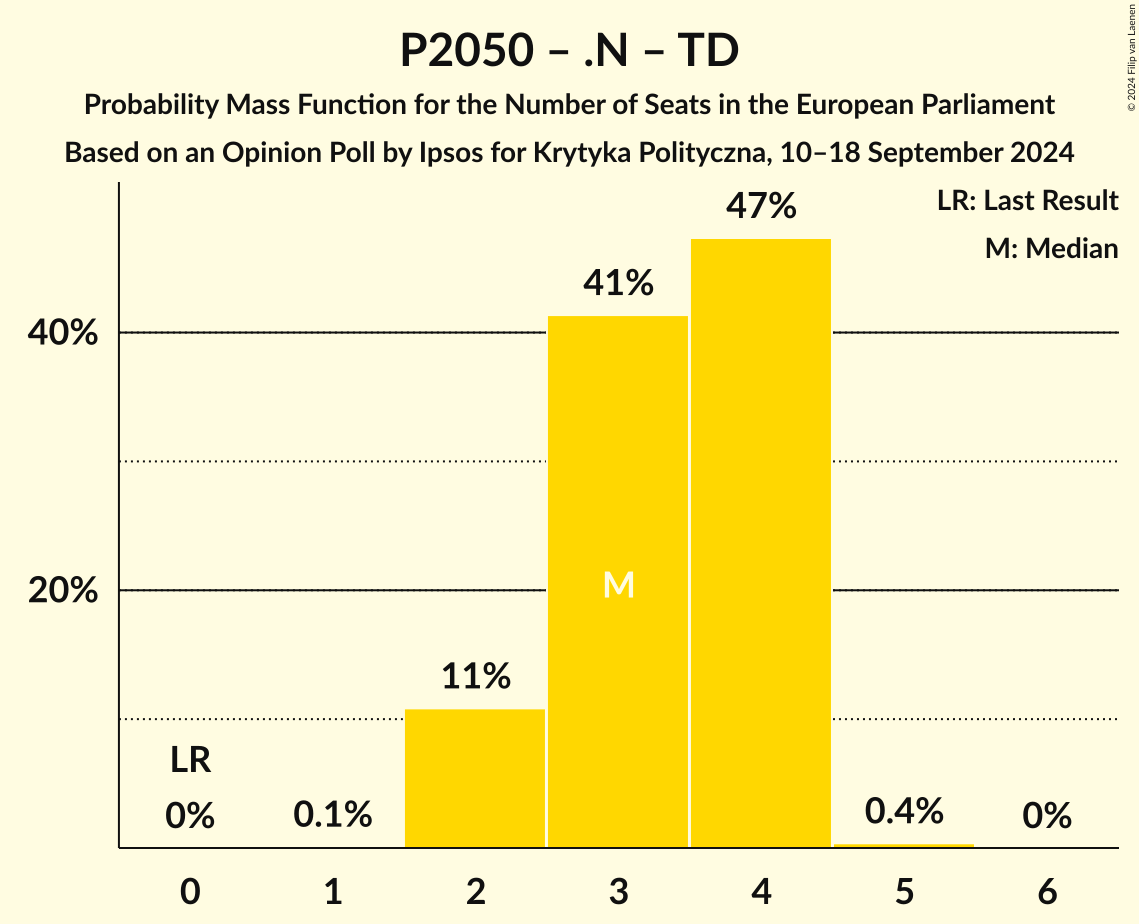 P2050 – .N – TD
Probability Mass Function for the Number of Seats in the European Parliament
Based on an Opinion Poll by Ipsos for Krytyka Polityczna, 10–18 September 2024
© 2024 Filip van Laenen
LR: Last Result
M: Median
47%
41%
40%
20%
M
11%
LR
0%
0.1%
0.4%
0%
0
1
2
3
4
5
6